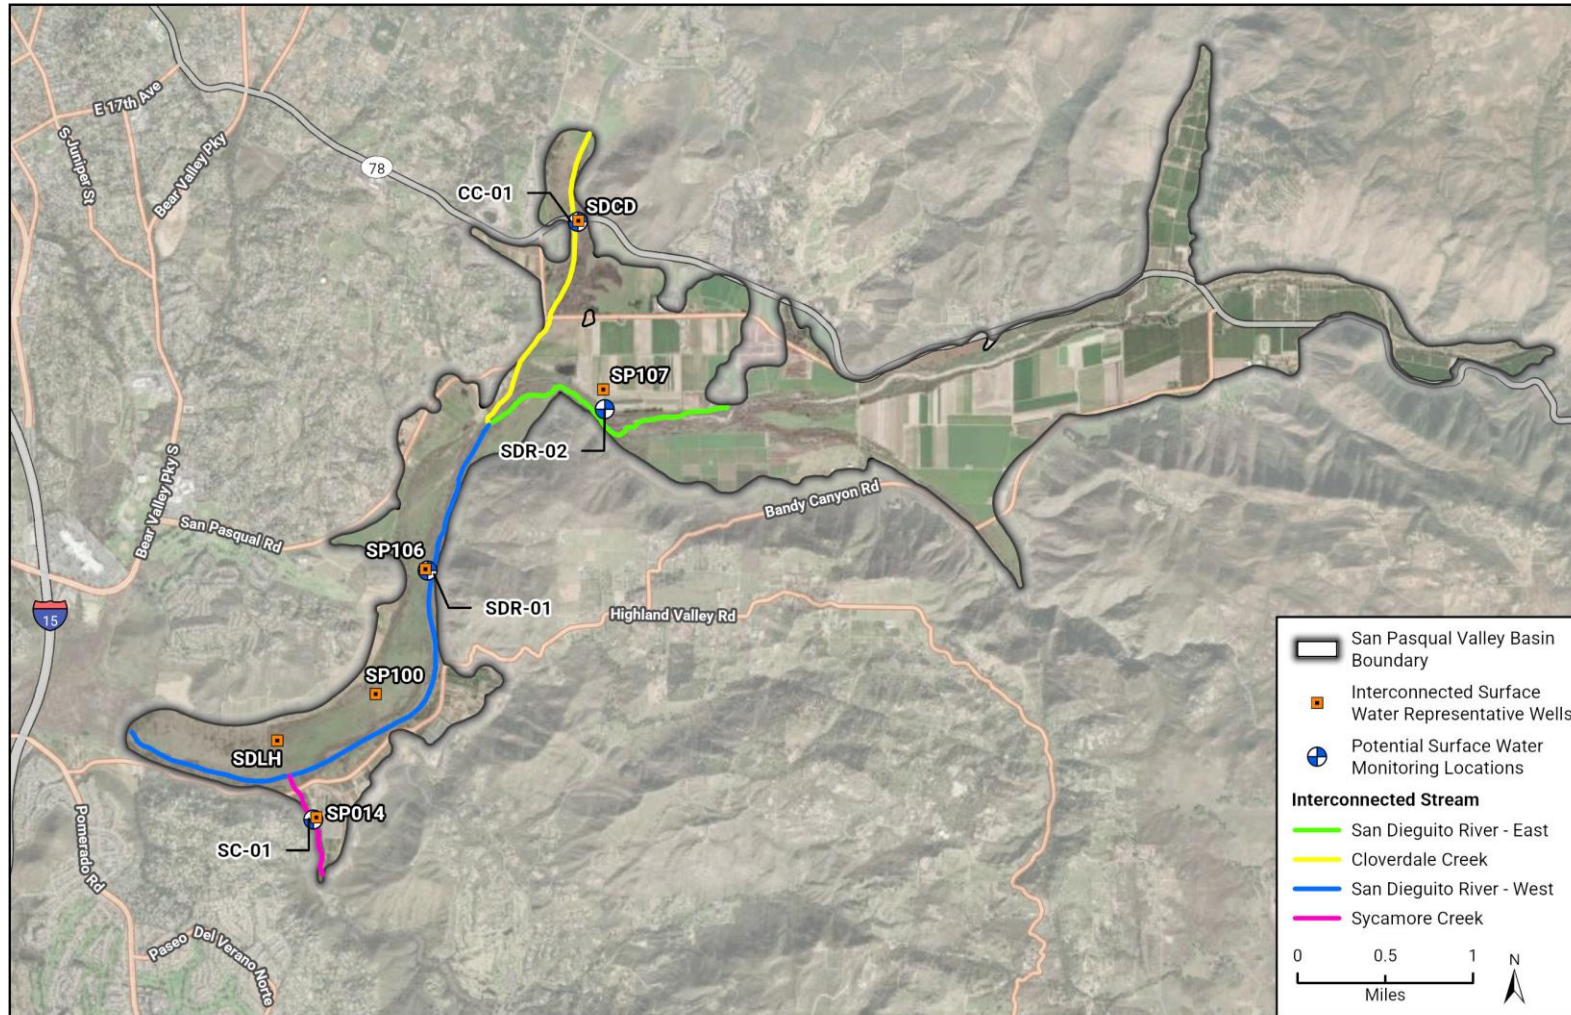 E 17th Ave
S Juniper St
Bear Valley Pky
78
CC-01
SDCD
SP107
SDR-02
Bear Valley Pky S
San Pasqual Rd
Bandy Canyon Rd
SP106
SDR-01
Highland Valley Rd
15
SP100
SDLH
SP014
SC-01
Pomerado Rd
Paseo Del Verano Norte
San Pasqual Valley Basin
Boundary
Interconnected Surface
Water Representative Wells
Potential Surface Water
Monitoring Locations
Interconnected Stream
San Dieguito River - East
Cloverdale Creek
San Dieguito River - West
Sycamore Creek
0 0.5 1
Miles
N